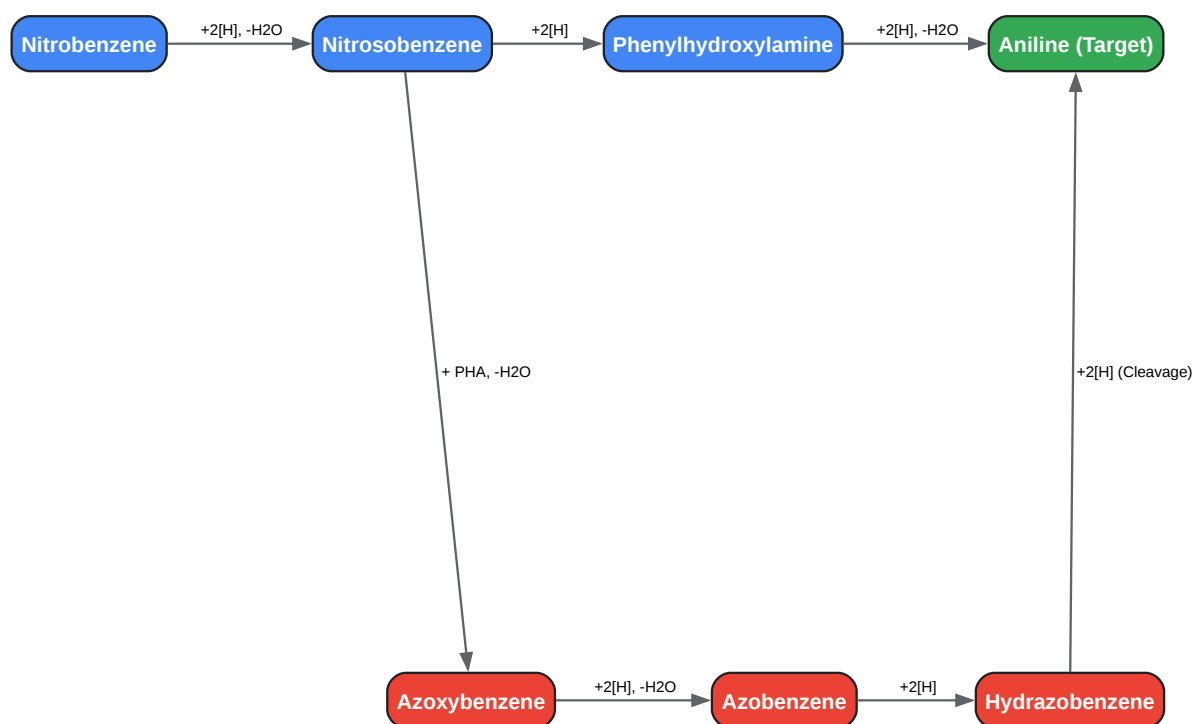 Nitrobenzene
+2[H], -H2O
Nitrosobenzene
+2[H]
Phenylhydroxylamine
+2[H], -H2O
Aniline (Target)
+ PHA, -H2O
+2[H] (Cleavage)
Azoxybenzene
+2[H], -H2O
Azobenzene
+2[H]
Hydrazobenzene